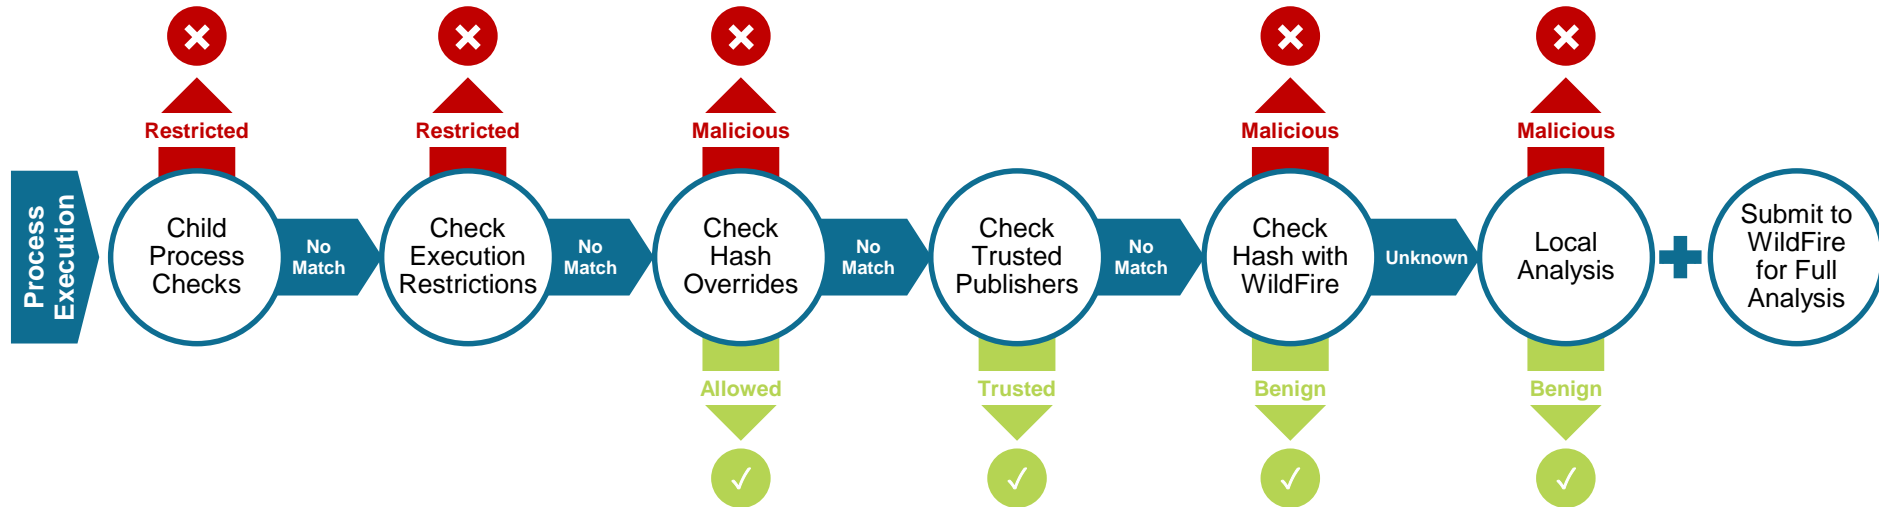 Restricted
Restricted
Malicious
Malicious
Malicious
Process
Execution
Child
Process
Checks
No
Match
Check
Execution
Restrictions
No
Match
Check
Hash
Overrides
No
Match
Check
Trusted
Publishers
No
Match
Check
Hash with
WildFire
Unknown
Local
Analysis
Submit to
WildFire
for Full
Analysis
Allowed
Trusted
Benign
Benign